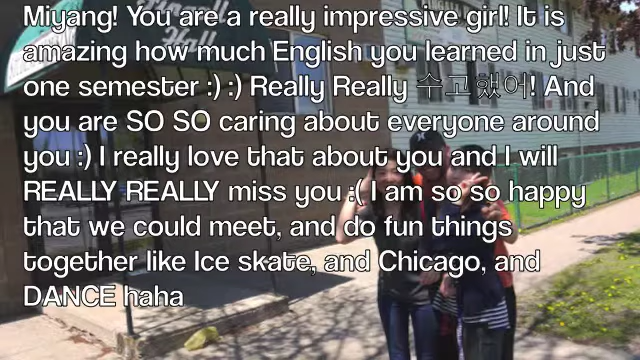 Miyang! You are a really impressive girl! It is
amazing how much English you learned in just
one semester :) :) Really Really 수고했어! And
you are SO SO caring about everyone around
you :) I really love that about you and I will
REALLY REALLY miss you :( I am so so happy
that we could meet, and do fun things
together like Ice skate, and Chicago, and
DANCE haha